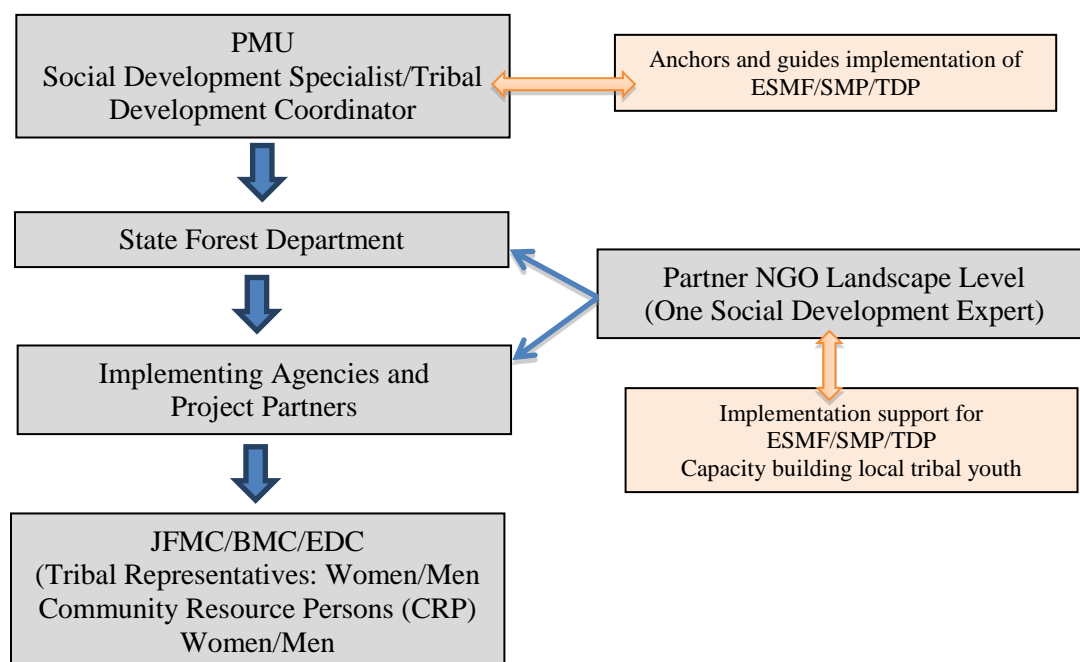 PMU
Social Development Specialist/Tribal
Development Coordinator
Anchors and guides implementation of
ESMF/SMP/TDP
State Forest Department
Partner NGO Landscape Level
(One Social Development Expert)
Implementing Agencies and
Project Partners
Implementation support for
ESMF/SMP/TDP
Capacity building local tribal youth
JFMC/BMC/EDC
(Tribal Representatives: Women/Men
Community Resource Persons (CRP)
Women/Men